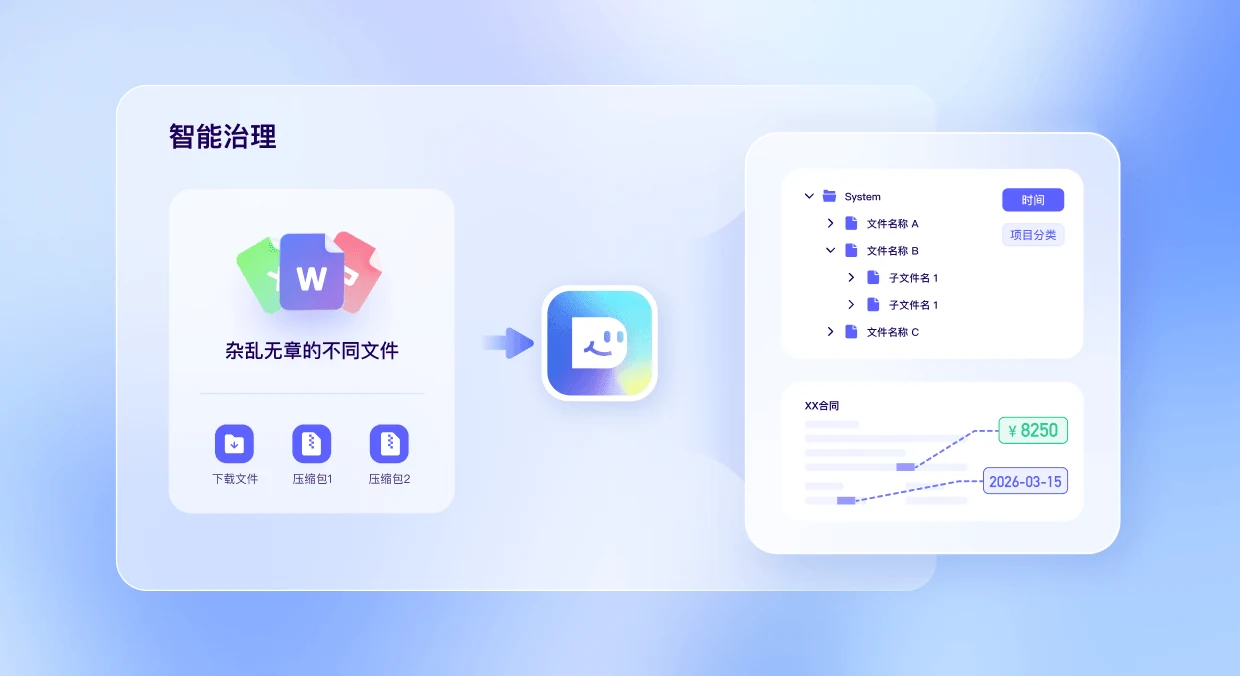 智能治理
W
杂乱无章的不同文件
下载文件
压缩包1
压缩包2
System
文件名称 A
文件名称 B
子文件名 1
子文件名 1
文件名称 C
时间
项目分类
XX合同
¥ 8250
2026-03-15